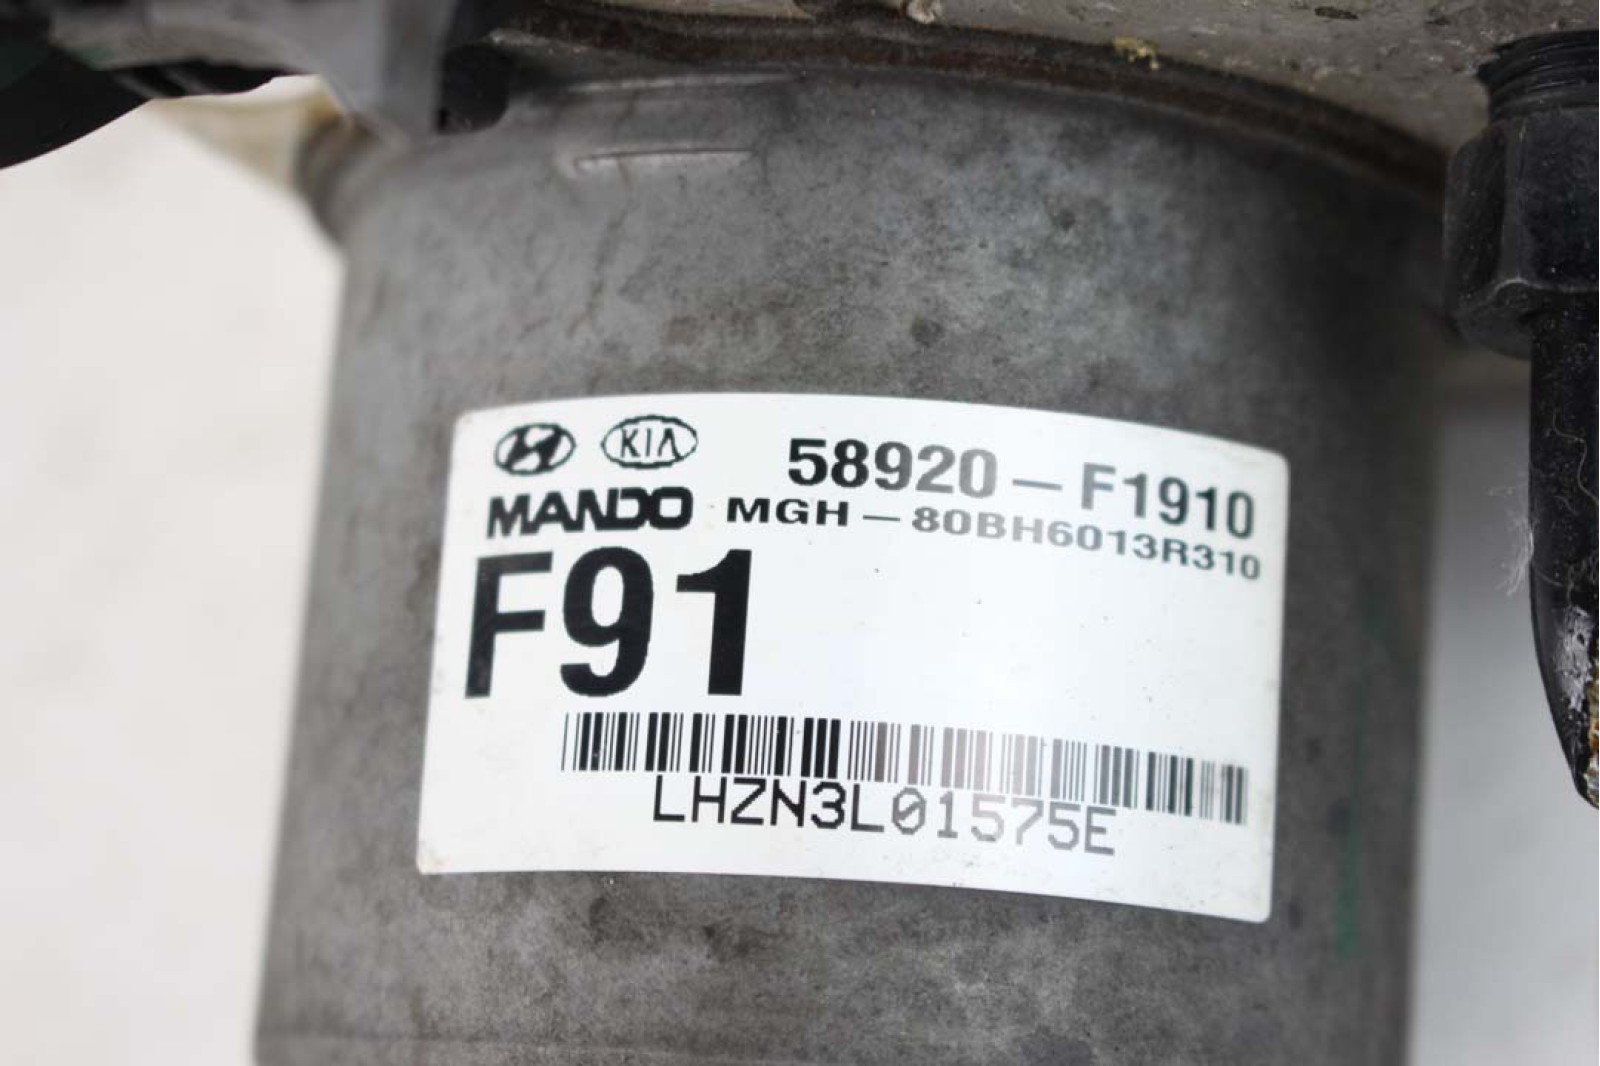 KIA 58920-F1910
MANDO MGH-80BH6013R310
F91
LHZN3L01575E